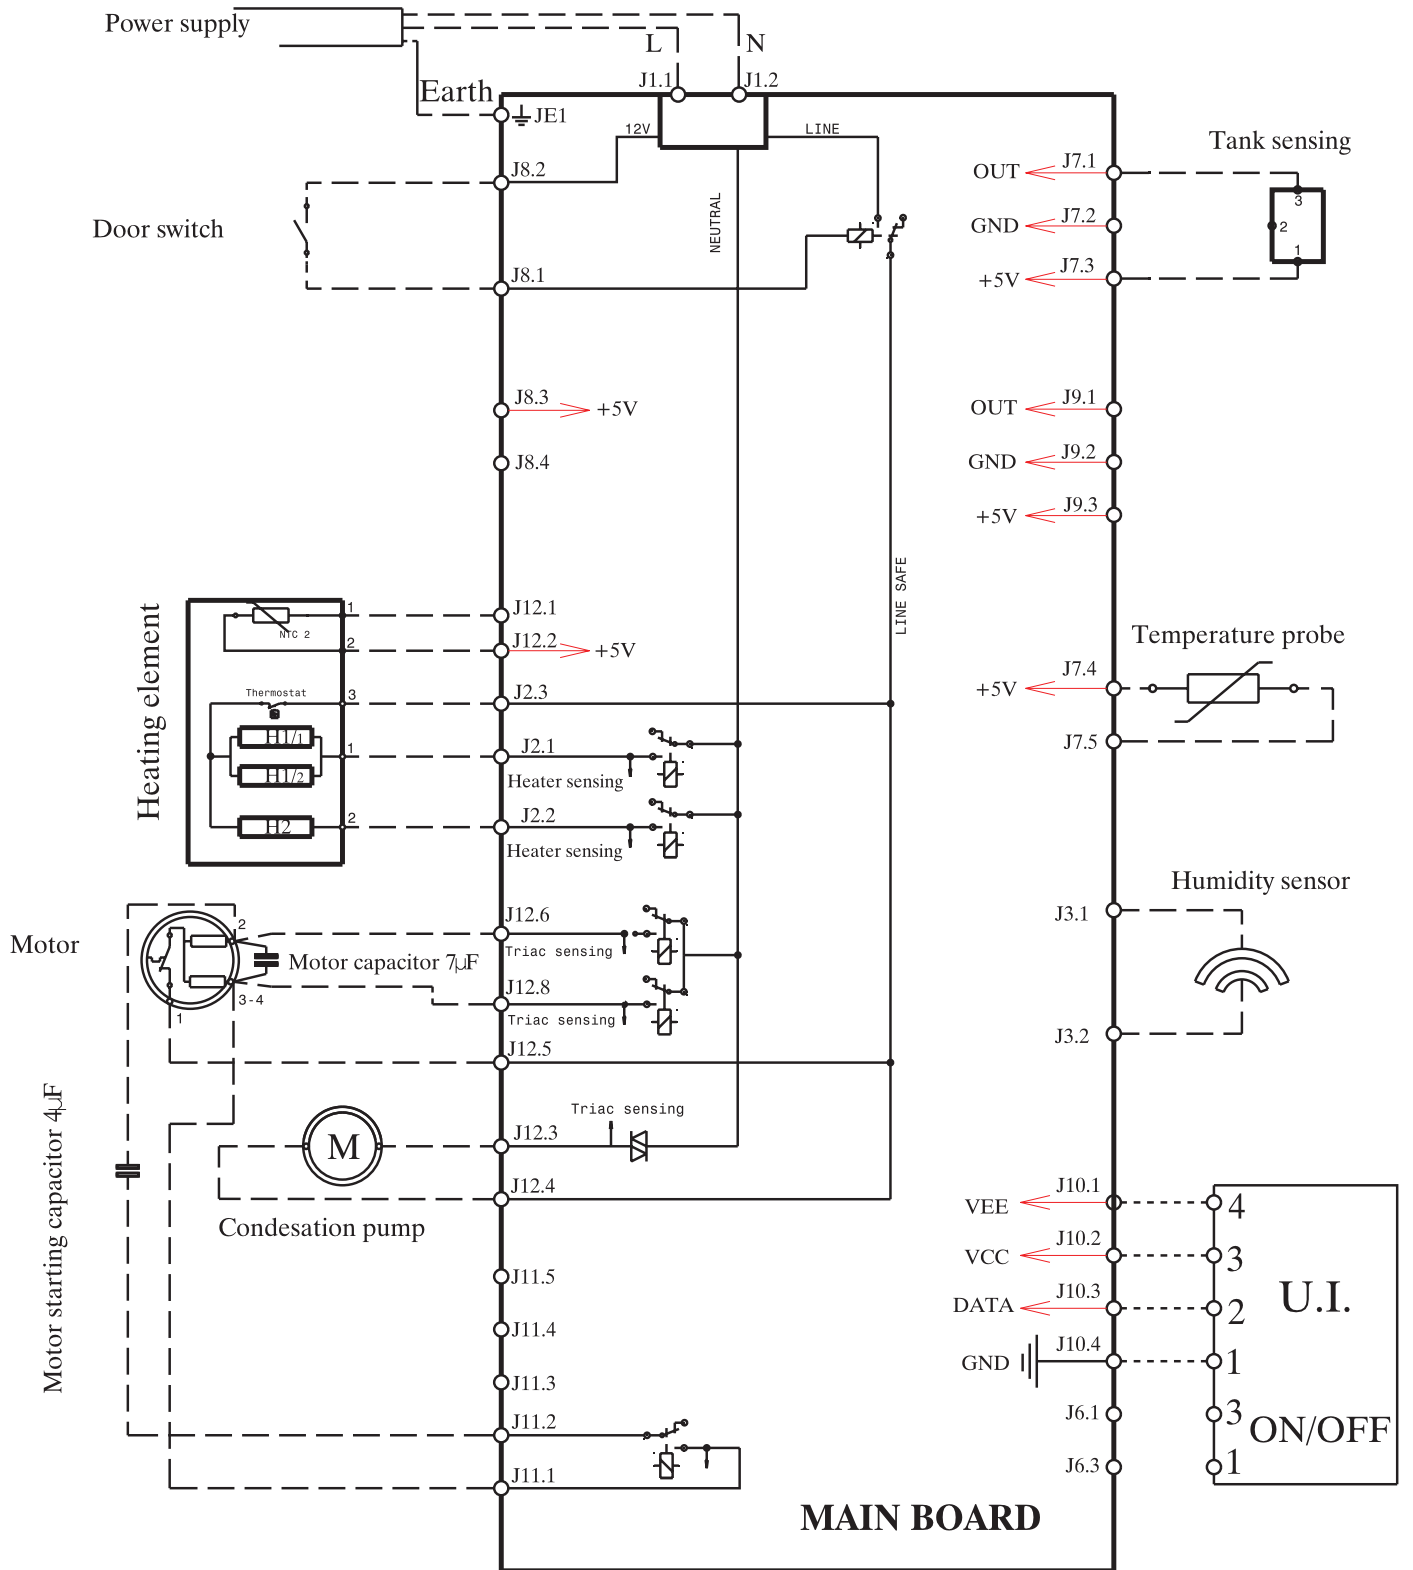 Power supply
L
N
J1.1
J1.2
Earth
JE1
12V
LINE
Tank sensing
J8.2
OUT
J7.1
3
NEUTRAL
Door switch
GND
J7.2
2
1
J8.1
+5V
J7.3
J8.3
+5V
OUT
J9.1
J8.4
GND
J9.2
+5V
J9.3
LINE SAFE
Heating element
NTC 2
1
J12.1
2
J12.2
+5V
Temperature probe
Thermostat
3
J2.3
+5V
J7.4
H1/1
1
J2.1
J7.5
H1/2
Heater sensing
H2
2
J2.2
Heater sensing
Humidity sensor
J3.1
Motor
2
J12.6
Triac sensing
Motor capacitor 7µF
3-4
1
J12.8
Triac sensing
J3.2
J12.5
Motor starting capacitor 4µF
Triac sensing
M
J12.3
J12.4
Condesation pump
VEE
J10.1
4
VCC
J10.2
3
U.I.
J11.5
DATA
J10.3
2
J11.4
GND
J10.4
1
J11.3
J11.2
J6.1
3
ON/OFF
J11.1
J6.3
1
MAIN BOARD